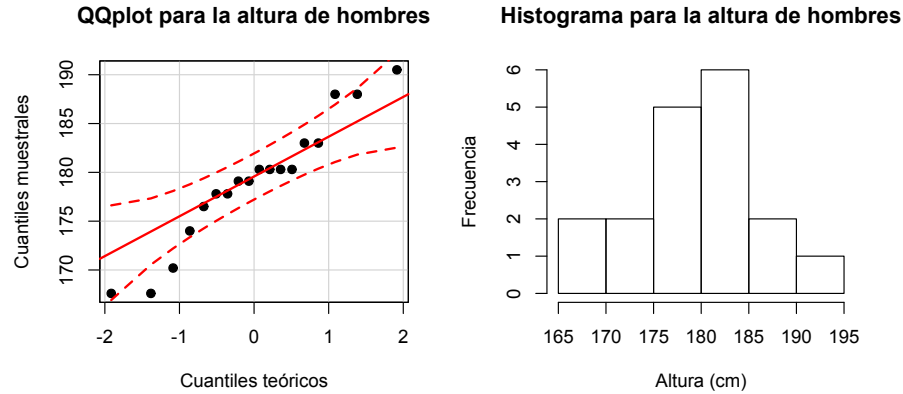 QQplot para la altura de hombres
Cuantiles muestrales
170 175 180 185 190
-2 -1 0 1 2
Cuantiles teóricos
Histograma para la altura de hombres
Frecuencia
0 1 2 3 4 5 6
165 170 175 180 185 190 195
Altura (cm)